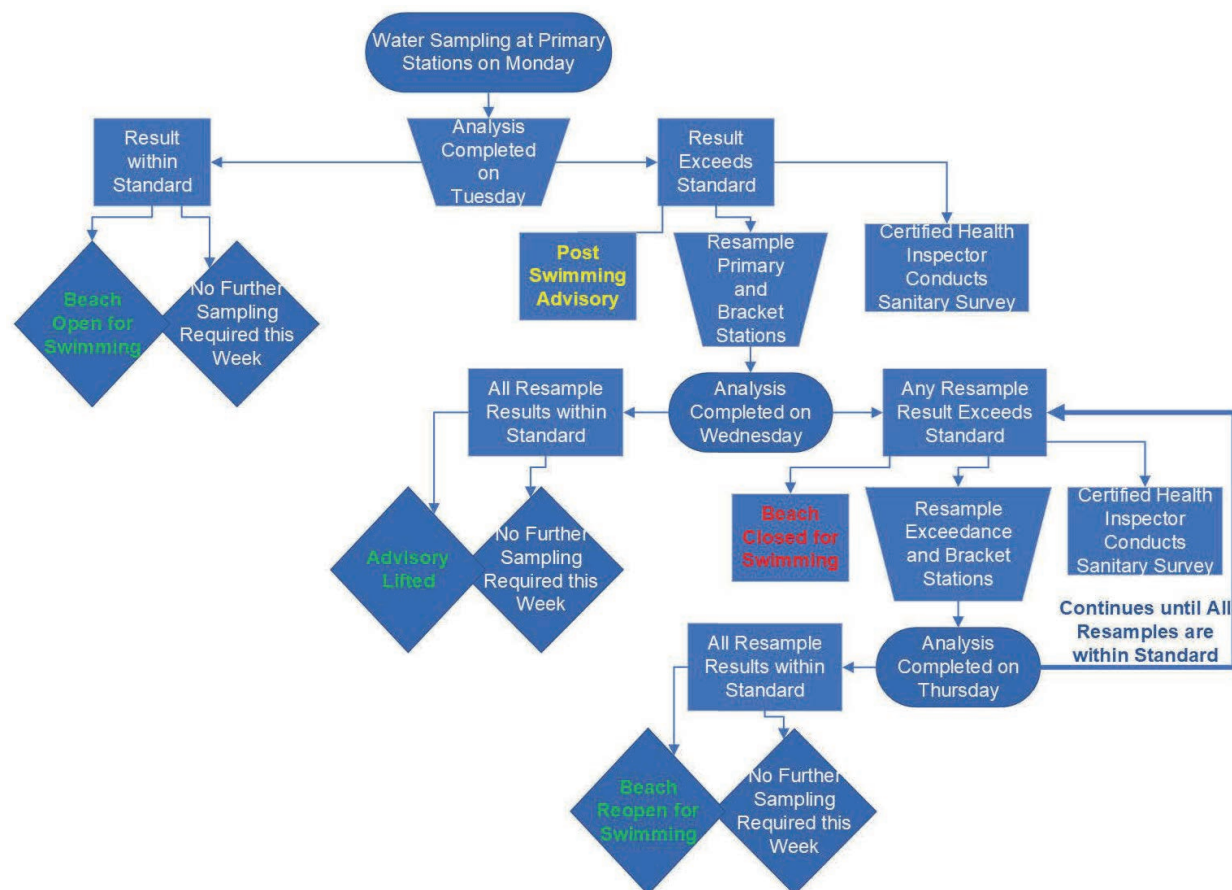 Water Sampling at Primary
Stations on Monday
Analysis
Completed
on
Tuesday
Result
within
Standard
Result
Exceeds
Standard
Beach
Open for
Swimming
No Further
Sampling
Required this
Week
Post
Swimming
Advisory
Resample
Primary
and
Bracket
Stations
Certified Health
Inspector
Conducts
Sanitary Survey
Analysis
Completed on
Wednesday
All Resample
Results within
Standard
Any Resample
Result Exceeds
Standard
Advisory
Lifted
No Further
Sampling
Required this
Week
Beach
Closed for
Swimming
Resample
Exceedance
and Bracket
Stations
Certified Health
Inspector
Conducts
Sanitary Survey
Continues until All
Resamples are
within Standard
Analysis
Completed on
Thursday
All Resample
Results within
Standard
Beach
Reopen for
Swimming
No Further
Sampling
Required this
Week